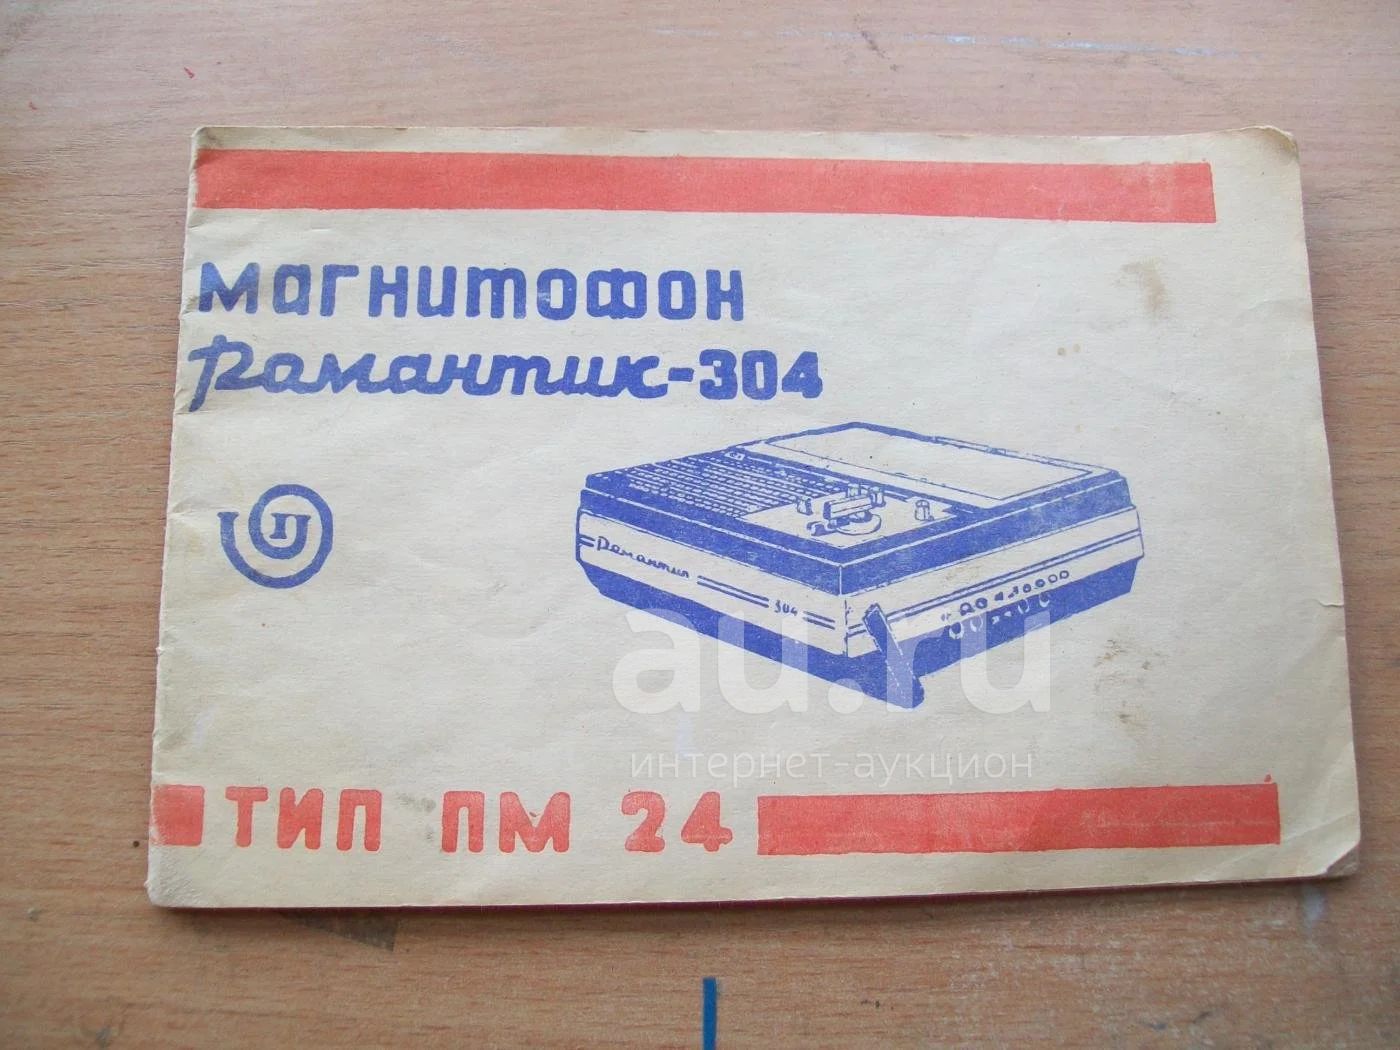 магнитофон
Романтик-304
П
Романтик 304
au.ru
интернет-аукцион
ТИП ПМ 24